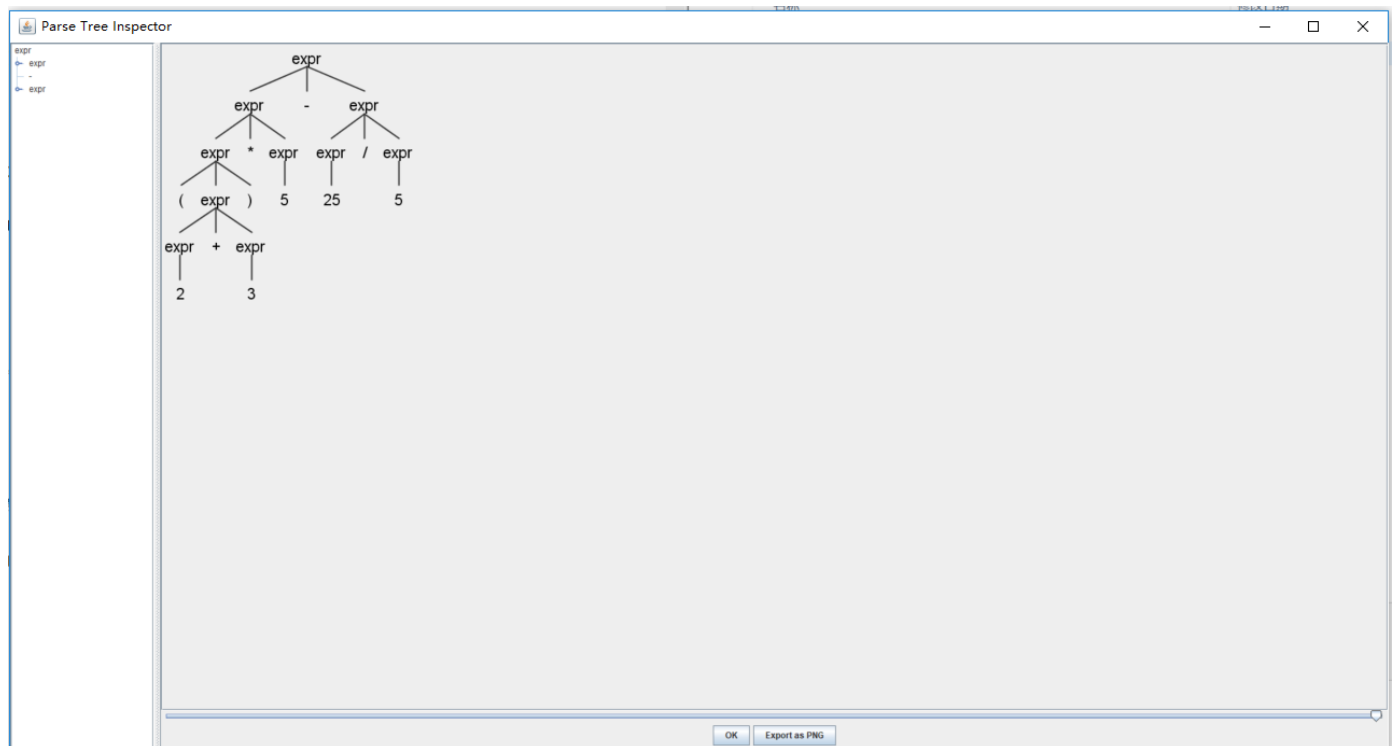 Parse Tree Inspector
expr
expr
-
expr
expr
expr - expr
expr * expr expr / expr
( expr ) 5 25 5
expr + expr
2 3
OK Export as PNG